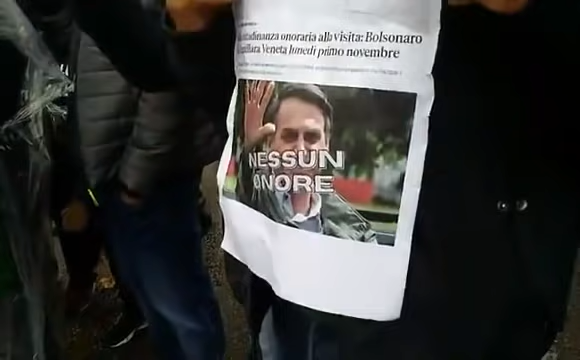 cittadinanza onoraria alla visita: Bolsonaro
Anguillara Veneta lunedì primo novembre
NESSUN
ONORE